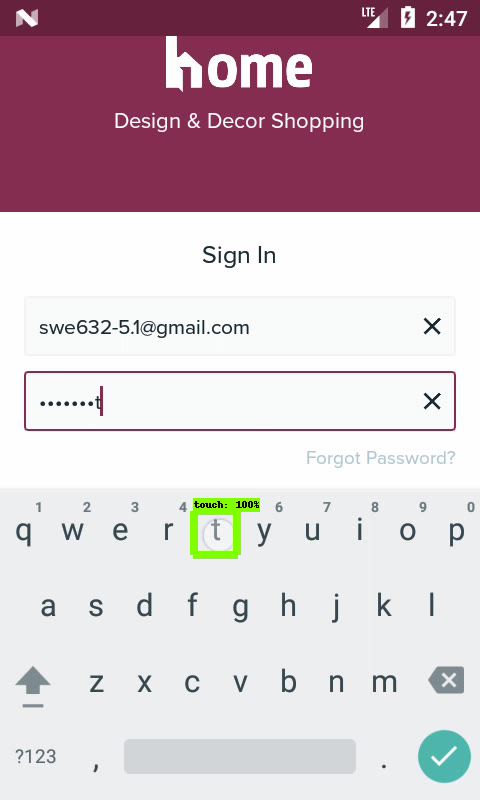 LTE 2:47
home
Design & Decor Shopping
Sign In
swe632-5.1@gmail.com
•••••••t
Forgot Password?
touch: 100%
1 2 3 4 6 7 8 9 0
q w e r t y u i o p
a s d f g h j k l
z x c v b n m
?123 , .